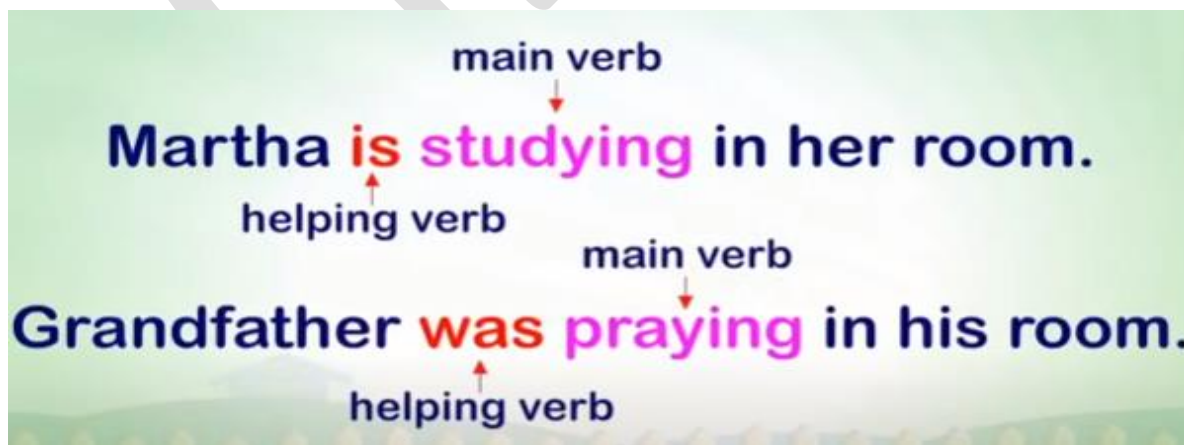 main verb
Martha is studying in her room.
helping verb
main verb
Grandfather was praying in his room.
helping verb